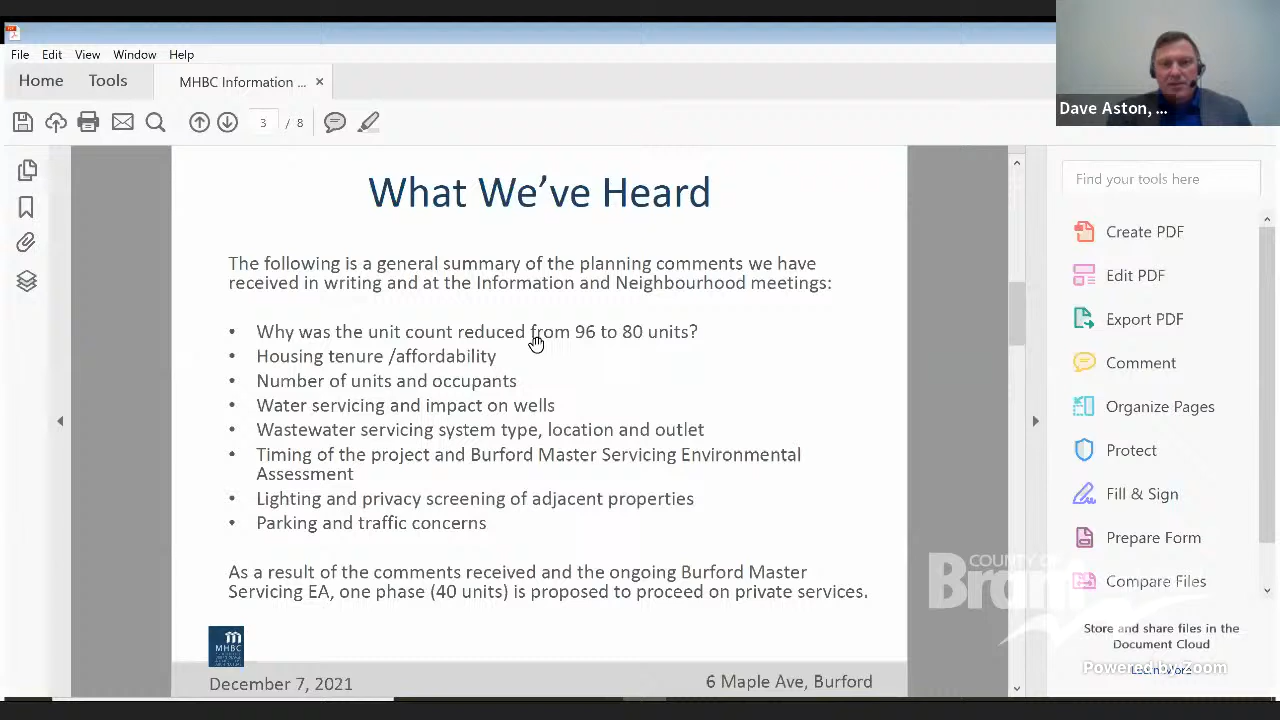 File Edit View Window Help
Home Tools MHBC Information ... ×
3 / 8
Dave Aston, ...
What We've Heard
The following is a general summary of the planning comments we have
received in writing and at the Information and Neighbourhood meetings:
• Why was the unit count reduced from 96 to 80 units?
• Housing tenure /affordability
• Number of units and occupants
• Water servicing and impact on wells
• Wastewater servicing system type, location and outlet
• Timing of the project and Burford Master Servicing Environmental
Assessment
• Lighting and privacy screening of adjacent properties
• Parking and traffic concerns
As a result of the comments received and the ongoing Burford Master
Servicing EA, one phase (40 units) is proposed to proceed on private services.
MHBC
December 7, 2021
6 Maple Ave, Burford
Find your tools here
Create PDF
Edit PDF
Export PDF
Comment
Organize Pages
Protect
Fill & Sign
Prepare Form
Compare Files
COUNTY OF
Brant
Store and share files in the
Document Cloud
Learn More
Powered by Zoom